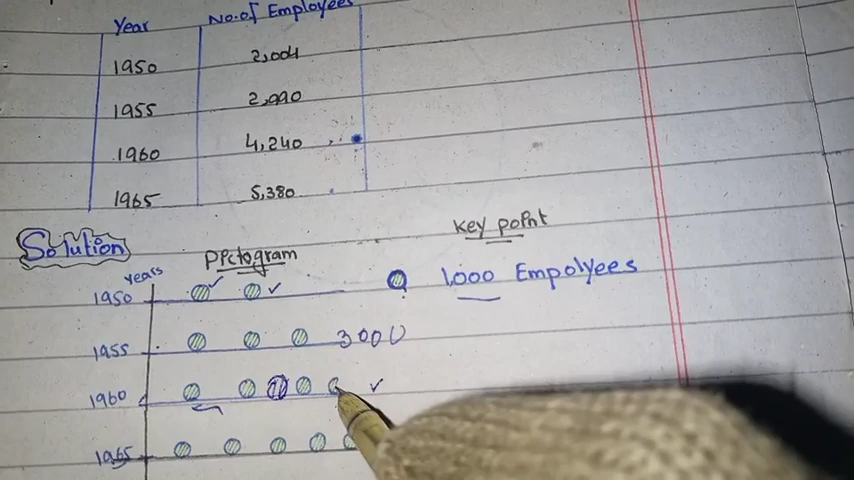 Year No.of Employees
1950 2,004
1955 2,990
1960 4,240
1965 5,380
Solution
Pictogram
key point
years
1950
1,000 Empolyees
1955 3000
1960
1965